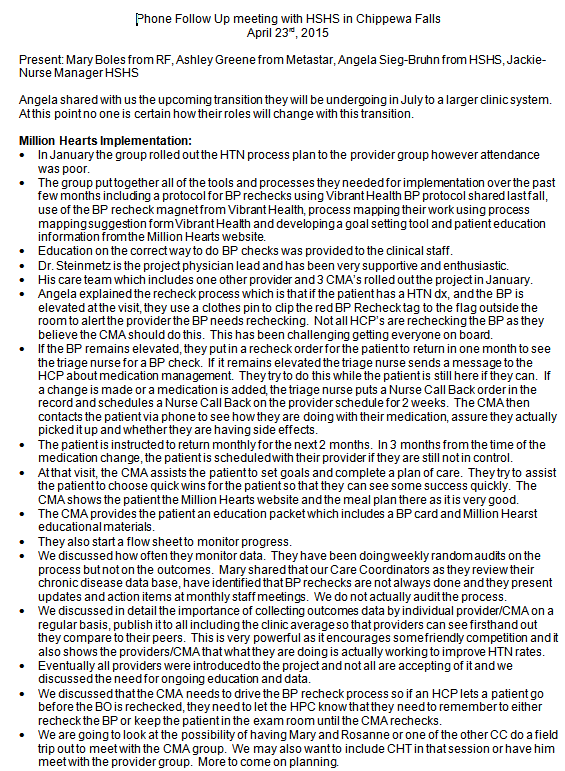 Phone Follow Up meeting with HSHS in Chippewa Falls
April 23rd, 2015
Present: Mary Boles from RF, Ashley Greene from Metastar, Angela Sieg-Bruhn from HSHS, Jackie-
Nurse Manager HSHS
Angela shared with us the upcoming transition they will be undergoing in July to a larger clinic system.
At this point no one is certain how their roles will change with this transition.
Million Hearts Implementation:
• In January the group rolled out the HTN process plan to the provider group however attendance
was poor.
• The group put together all of the tools and processes they needed for implementation over the past
few months including a protocol for BP rechecks using Vibrant Health BP protocol shared last fall,
use of the BP recheck magnet from Vibrant Health, process mapping their work using process
mapping suggestion form Vibrant Health and developing a goal setting tool and patient education
information from the Million Hearts website.
• Education on the correct way to do BP checks was provided to the clinical staff.
• Dr. Steinmetz is the project physician lead and has been very supportive and enthusiastic.
• His care team which includes one other provider and 3 CMA's rolled out the project in January.
• Angela explained the recheck process which is that if the patient has a HTN dx, and the BP is
elevated at the visit, they use a clothes pin to clip the red BP Recheck tag to the flag outside the
room to alert the provider the BP needs rechecking. Not all HCP's are rechecking the BP as they
believe the CMA should do this. This has been challenging getting everyone on board.
• If the BP remains elevated, they put in a recheck order for the patient to return in one month to see
the triage nurse for a BP check. If it remains elevated the triage nurse sends a message to the
HCP about medication management. They try to do this while the patient is still here if they can. If
a change is made or a medication is added, the triage nurse puts a Nurse Call Back order in the
record and schedules a Nurse Call Back on the provider schedule for 2 weeks. The CMA then
contacts the patient via phone to see how they are doing with their medication, assure they actually
picked it up and whether they are having side effects.
• The patient is instructed to return monthly for the next 2 months. In 3 months from the time of the
medication change, the patient is scheduled with their provider if they are still not in control.
• At that visit, the CMA assists the patient to set goals and complete a plan of care. They try to assist
the patient to choose quick wins for the patient so that they can see some success quickly. The
CMA shows the patient the Million Hearts website and the meal plan there as it is very good.
• The CMA provides the patient an education packet which includes a BP card and Million Hearst
educational materials.
• They also start a flow sheet to monitor progress.
• We discussed how often they monitor data. They have been doing weekly random audits on the
process but not on the outcomes. Mary shared that our Care Coordinators as they review their
chronic disease data base, have identified that BP rechecks are not always done and they present
updates and action items at monthly staff meetings. We do not actually audit the process.
• We discussed in detail the importance of collecting outcomes data by individual provider/CMA on a
regular basis, publish it to all including the clinic average so that providers can see firsthand out
they compare to their peers. This is very powerful as it encourages some friendly competition and it
also shows the providers/CMA that what they are doing is actually working to improve HTN rates.
• Eventually all providers were introduced to the project and not all are accepting of it and we
discussed the need for ongoing education and data.
• We discussed that the CMA needs to drive the BP recheck process so if an HCP lets a patient go
before the BO is rechecked, they need to let the HPC know that they need to remember to either
recheck the BP or keep the patient in the exam room until the CMA rechecks.
• We are going to look at the possibility of having Mary and Rosanne or one of the other CC do a field
trip out to meet with the CMA group. We may also want to include CHT in that session or have him
meet with the provider group. More to come on planning.